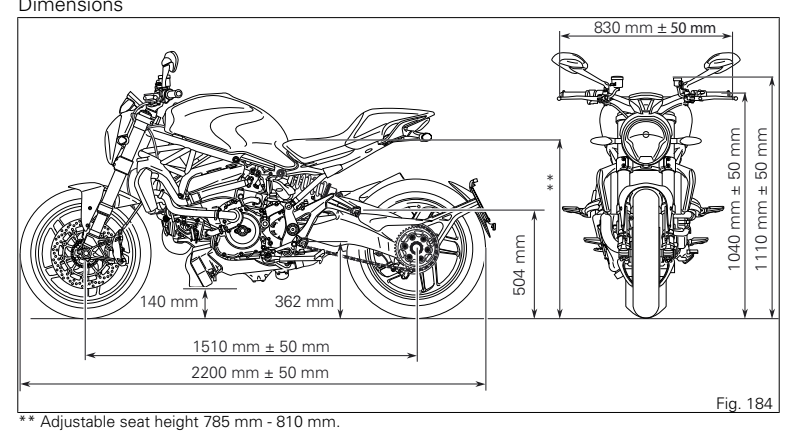 Dimensions
830 mm ± 50 mm
* *
1040 mm ± 50 mm
1110 mm ± 50 mm
504 mm
140 mm
362 mm
1510 mm ± 50 mm
2200 mm ± 50 mm
Fig. 184
** Adjustable seat height 785 mm - 810 mm.